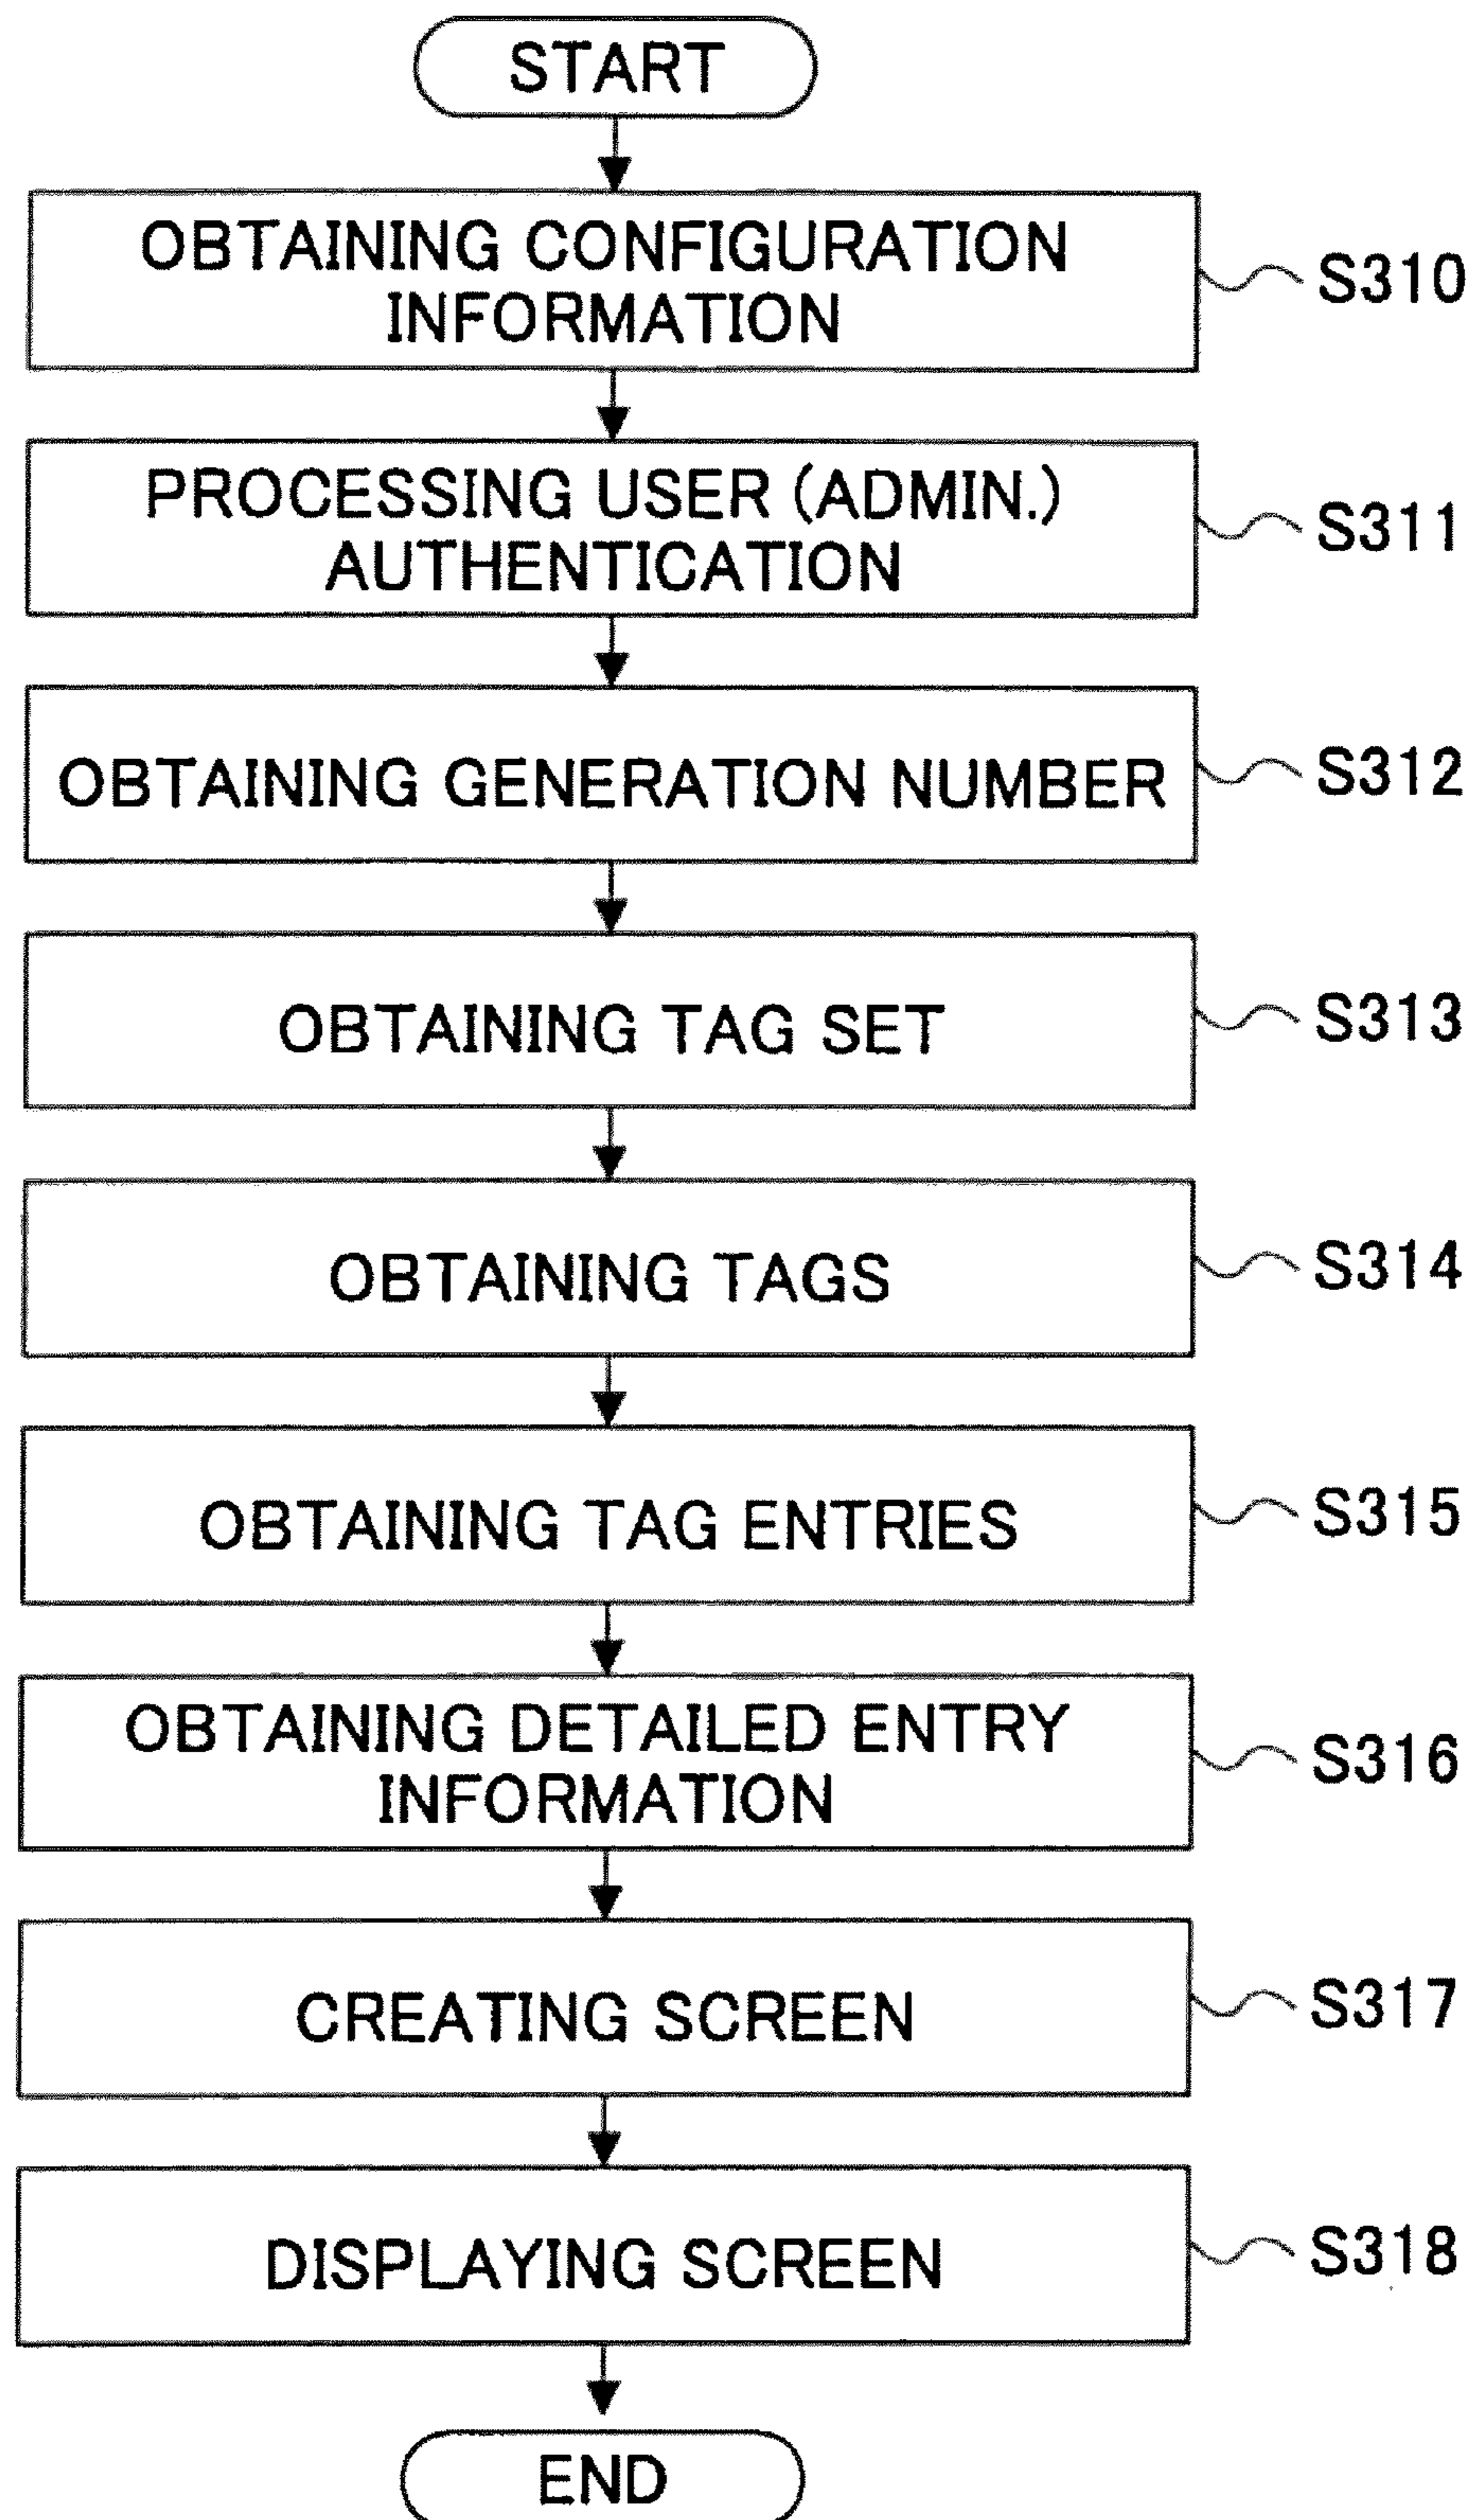 START
OBTAINING CONFIGURATION
INFORMATION
S310
PROCESSING USER (ADMIN.)
AUTHENTICATION
S311
OBTAINING GENERATION NUMBER
S312
OBTAINING TAG SET
S313
OBTAINING TAGS
S314
OBTAINING TAG ENTRIES
S315
OBTAINING DETAILED ENTRY
INFORMATION
S316
CREATING SCREEN
S317
DISPLAYING SCREEN
S318
END